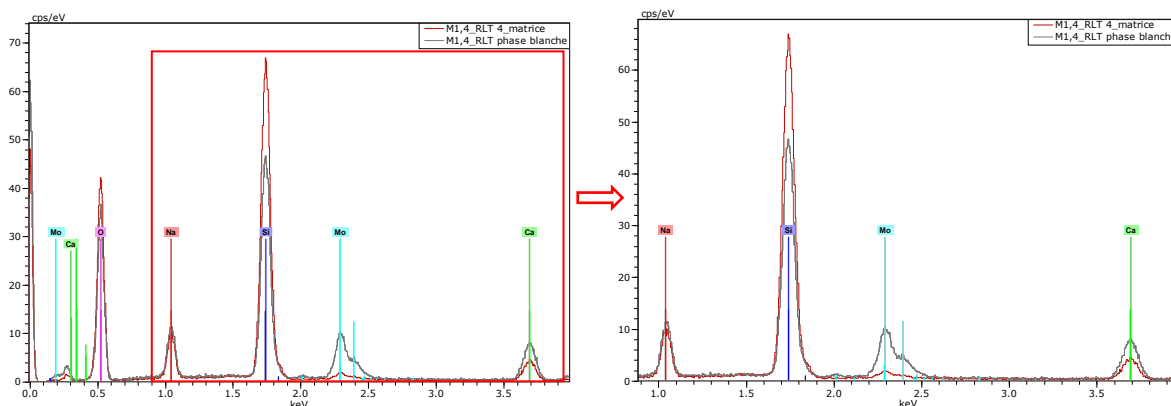 cps/eV
M1,4_RLT 4_matrice
M1,4_RLT phase blanche
70
60
50
40
30
20
10
0
Mo
Ca
O
Na
Si
Mo
Ca
0.0
0.5
1.0
1.5
2.0
2.5
3.0
3.5
keV
cps/eV
M1,4_RLT 4_matrice
M1,4_RLT phase blanche
60
50
40
30
20
10
0
Na
Si
Mo
Ca
1.0
1.5
2.0
2.5
3.0
3.5
keV